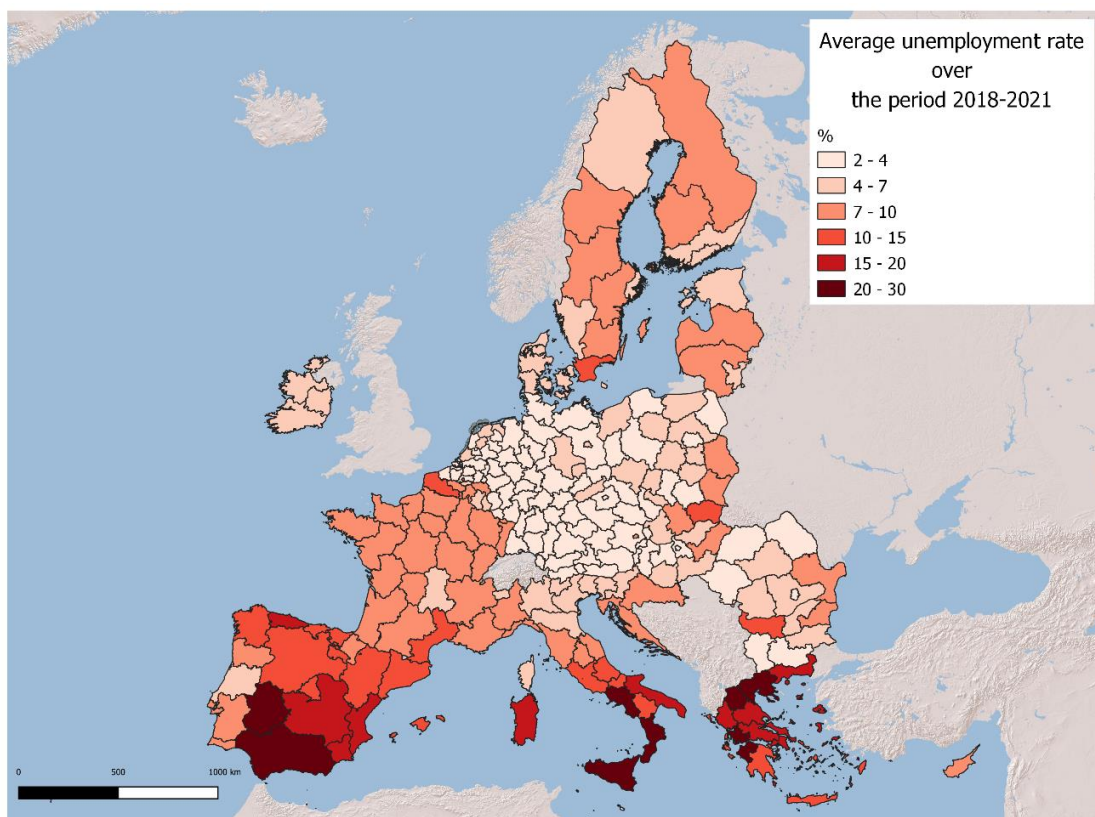 Average unemployment rate
over
the period 2018-2021
%
2 - 4
4 - 7
7 - 10
10 - 15
15 - 20
20 - 30
0 500 1000 km